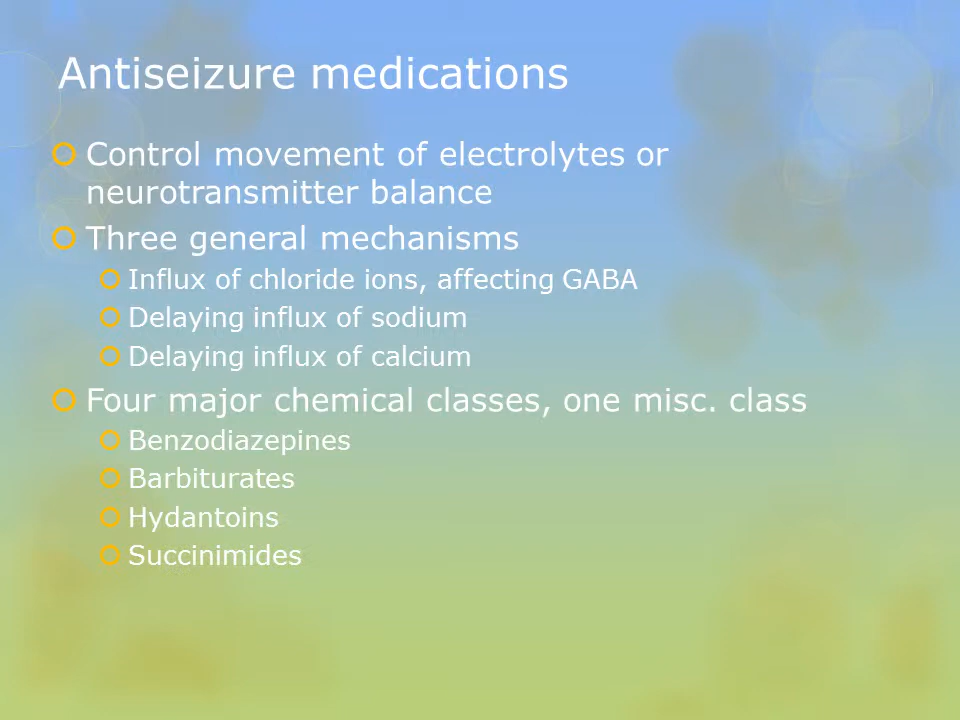 Antiseizure medications
Control movement of electrolytes or
neurotransmitter balance
Three general mechanisms
Influx of chloride ions, affecting GABA
Delaying influx of sodium
Delaying influx of calcium
Four major chemical classes, one misc. class
Benzodiazepines
Barbiturates
Hydantoins
Succinimides